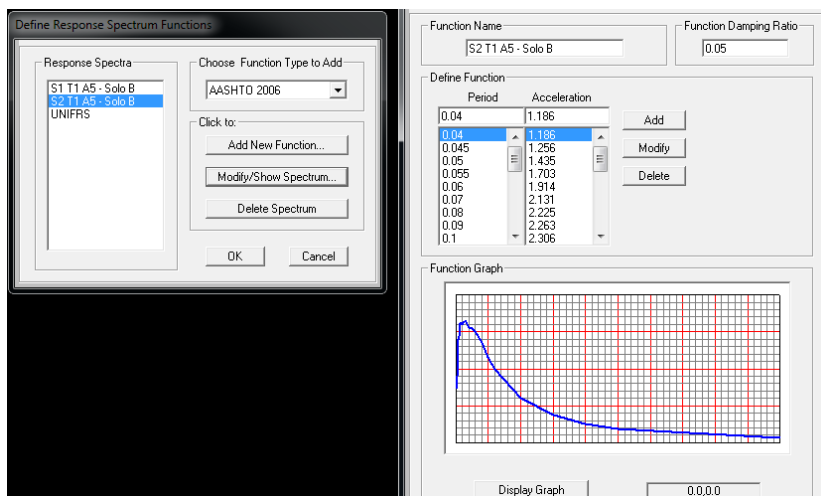 Define Response Spectrum Functions
Response Spectra
S1 T1 A5 - Solo B
S2 T1 A5 - Solo B
UNIFRS
Choose Function Type to Add
AASHTO 2006
Click to:
Add New Function...
Modify/Show Spectrum...
Delete Spectrum
OK
Cancel
Function Name
S2 T1 A5 - Solo B
Function Damping Ratio
0.05
Define Function
Period Acceleration
0.04 1.186
0.04 1.186
0.045 1.256
0.05 1.435
0.055 1.703
0.06 1.914
0.07 2.131
0.08 2.225
0.09 2.263
0.1 2.306
Add
Modify
Delete
Function Graph
Display Graph
0.0,0.0